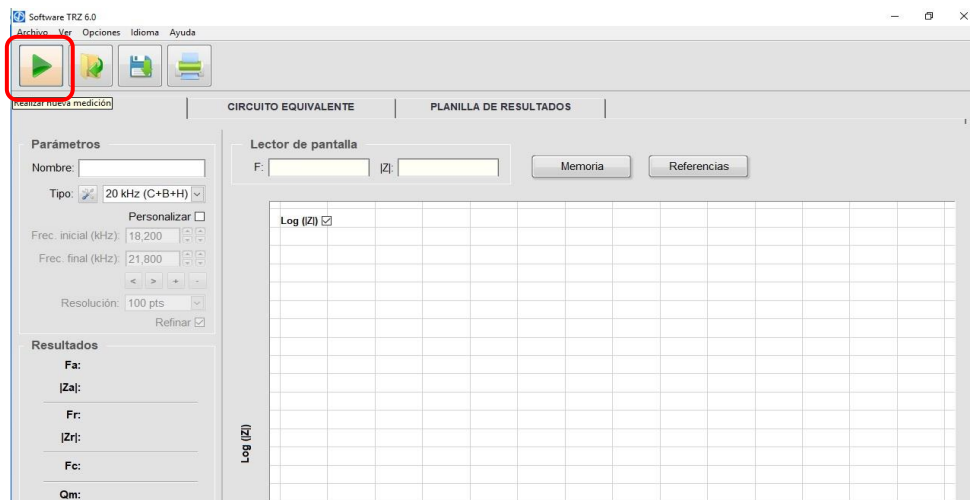 Software TRZ 6.0
Archivo Ver Opciones Idioma Ayuda
Realizar nueva medición
CIRCUITO EQUIVALENTE
PLANILLA DE RESULTADOS
Parámetros
Nombre:
Tipo: 20 kHz (C+B+H)
Personalizar
Frec. inicial (kHz): 18,200
Frec. final (kHz): 21,800
< > + -
Resolución: 100 pts
Refinar
Resultados
Fa:
|Za|:
Fr:
|Zr|:
Fc:
Qm:
Lector de pantalla
F: |Z|:
Memoria
Referencias
Log (|Z|)
Log (|Z|)